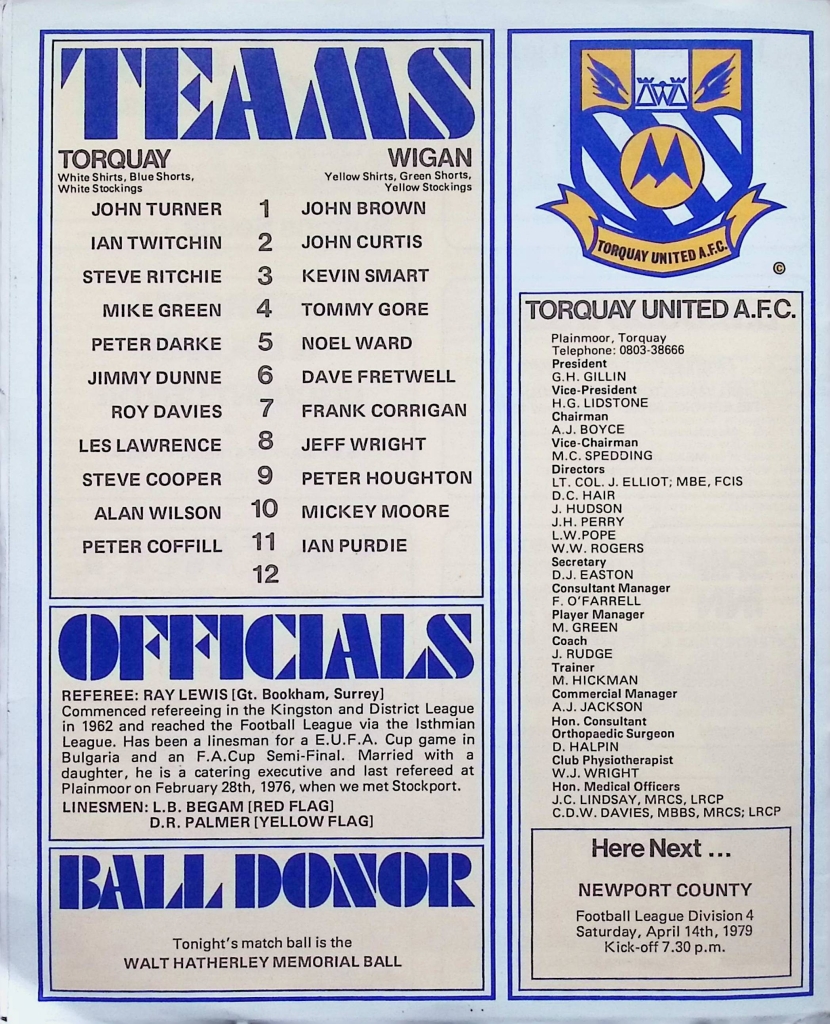 TEAMS
TORQUAY
White Shirts, Blue Shorts,
White Stockings
WIGAN
Yellow Shirts, Green Shorts,
Yellow Stockings
JOHN TURNER 1 JOHN BROWN
IAN TWITCHIN 2 JOHN CURTIS
STEVE RITCHIE 3 KEVIN SMART
MIKE GREEN 4 TOMMY GORE
PETER DARKE 5 NOEL WARD
JIMMY DUNNE 6 DAVE FRETWELL
ROY DAVIES 7 FRANK CORRIGAN
LES LAWRENCE 8 JEFF WRIGHT
STEVE COOPER 9 PETER HOUGHTON
ALAN WILSON 10 MICKEY MOORE
PETER COFFILL 11 IAN PURDIE
12
OFFICIALS
REFEREE: RAY LEWIS [Gt. Bookham, Surrey]
Commenced refereeing in the Kingston and District League
in 1962 and reached the Football League via the Isthmian
League. Has been a linesman for a E.U.F.A. Cup game in
Bulgaria and an F.A.Cup Semi-Final. Married with a
daughter, he is a catering executive and last refereed at
Plainmoor on February 28th, 1976, when we met Stockport.
LINESMEN: L.B. BEGAM [RED FLAG]
D.R. PALMER [YELLOW FLAG]
BALL DONOR
Tonight's match ball is the
WALT HATHERLEY MEMORIAL BALL
TORQUAY UNITED A.F.C.
©
TORQUAY UNITED A.F.C.
Plainmoor, Torquay
Telephone: 0803-38666
President
G.H. GILLIN
Vice-President
H.G. LIDSTONE
Chairman
A.J. BOYCE
Vice-Chairman
M.C. SPEDDING
Directors
LT. COL. J. ELLIOT; MBE, FCIS
D.C. HAIR
J. HUDSON
J.H. PERRY
L.W.POPE
W.W. ROGERS
Secretary
D.J. EASTON
Consultant Manager
F. O'FARRELL
Player Manager
M. GREEN
Coach
J. RUDGE
Trainer
M. HICKMAN
Commercial Manager
A.J. JACKSON
Hon. Consultant
Orthopaedic Surgeon
D. HALPIN
Club Physiotherapist
W.J. WRIGHT
Hon. Medical Officers
J.C. LINDSAY, MRCS, LRCP
C.D.W. DAVIES, MBBS, MRCS; LRCP
Here Next ...
NEWPORT COUNTY
Football League Division 4
Saturday, April 14th, 1979
Kick-off 7.30 p.m.